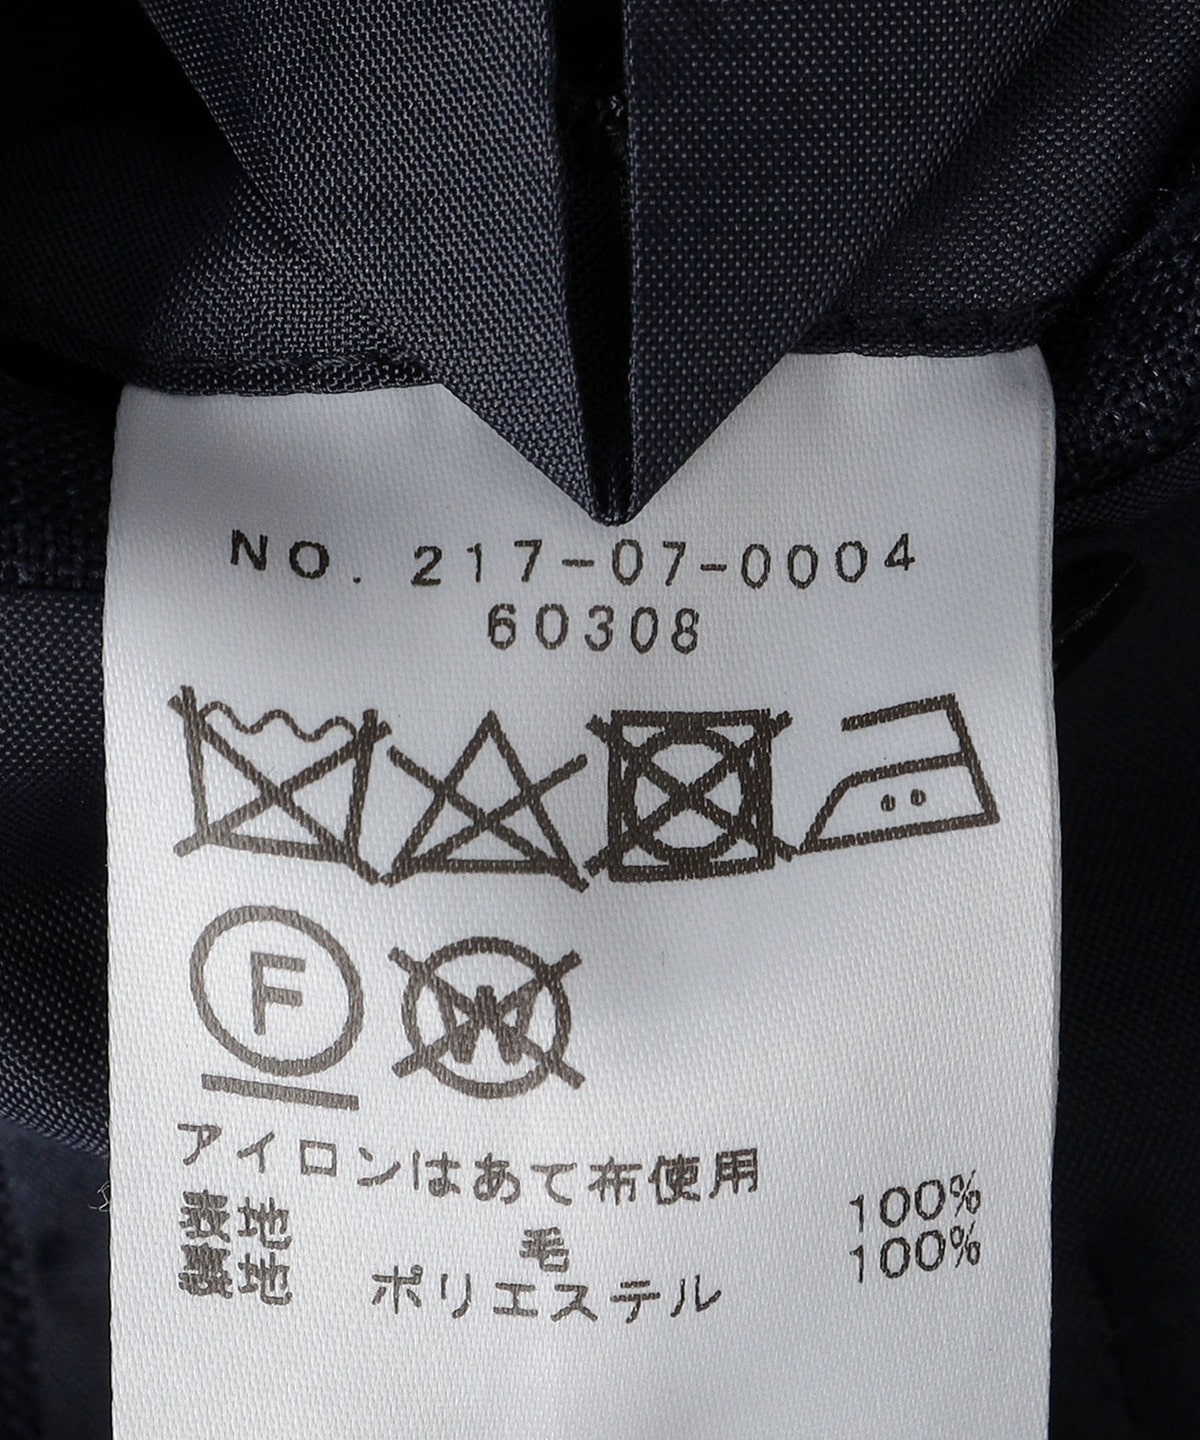 NO. 217-07-0004
60308
F
W
アイロンはあて布使用
表地 毛 100%
裏地 ポリエステル 100%